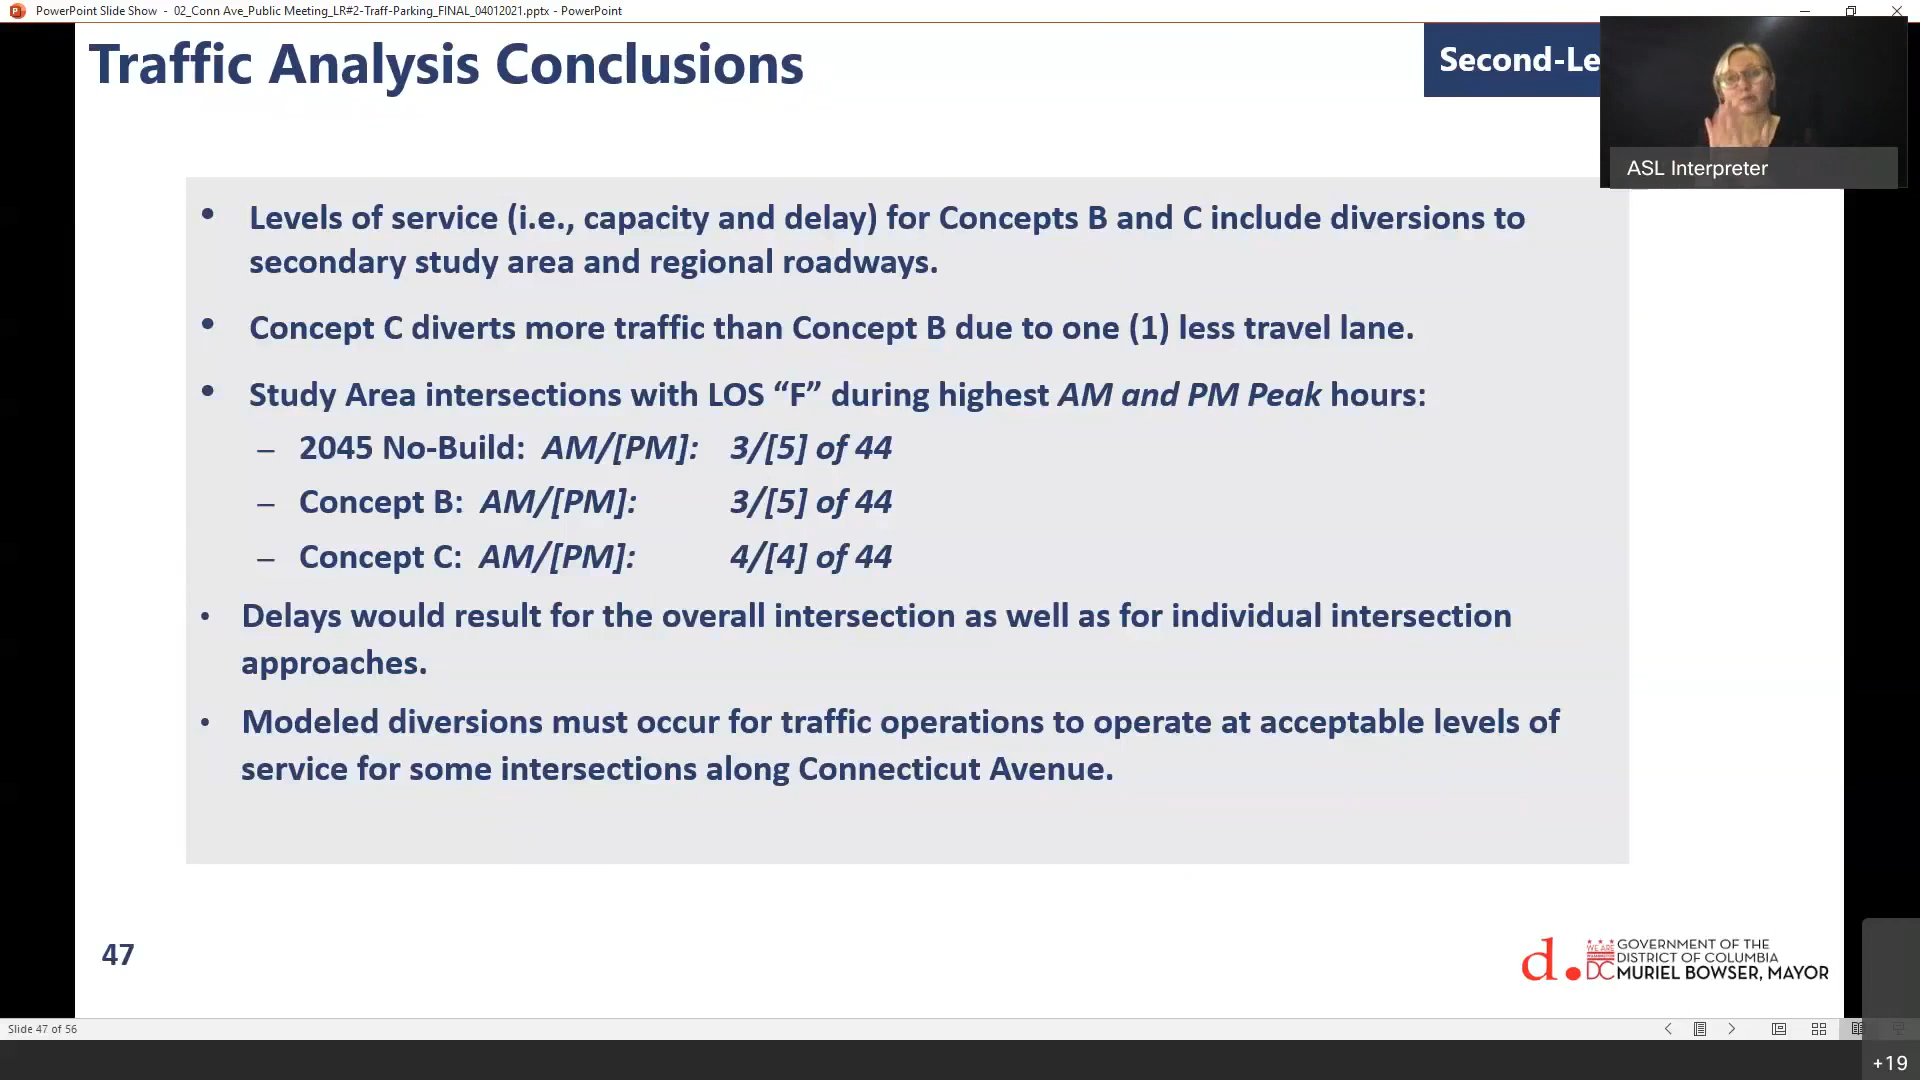 PowerPoint Slide Show - 02_Conn Ave_Public Meeting_LR#2-Traff-Parking_FINAL_04012021.pptx - PowerPoint
Traffic Analysis Conclusions
Second-Le
ASL Interpreter
• Levels of service (i.e., capacity and delay) for Concepts B and C include diversions to
secondary study area and regional roadways.
• Concept C diverts more traffic than Concept B due to one (1) less travel lane.
• Study Area intersections with LOS “F” during highest AM and PM Peak hours:
– 2045 No-Build: AM/[PM]: 3/[5] of 44
– Concept B: AM/[PM]: 3/[5] of 44
– Concept C: AM/[PM]: 4/[4] of 44
• Delays would result for the overall intersection as well as for individual intersection
approaches.
• Modeled diversions must occur for traffic operations to operate at acceptable levels of
service for some intersections along Connecticut Avenue.
47
d.
WE ARE
WASHINGTON
DC
GOVERNMENT OF THE
DISTRICT OF COLUMBIA
MURIEL BOWSER, MAYOR
Slide 47 of 56
+19